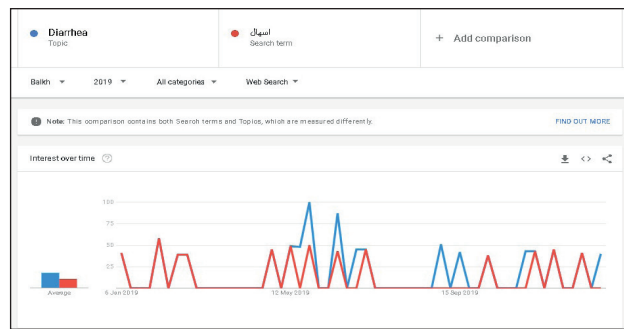 Diarrhea
Topic
اسهال
Search term
+ Add comparison
Balkh
2019
All categories
Web Search
Note: This comparison contains both Search terms and Topics, which are measured differently.
FIND OUT MORE
Interest over time
100
75
50
25
Average
6 Jan 2019
12 May 2019
15 Sep 2019